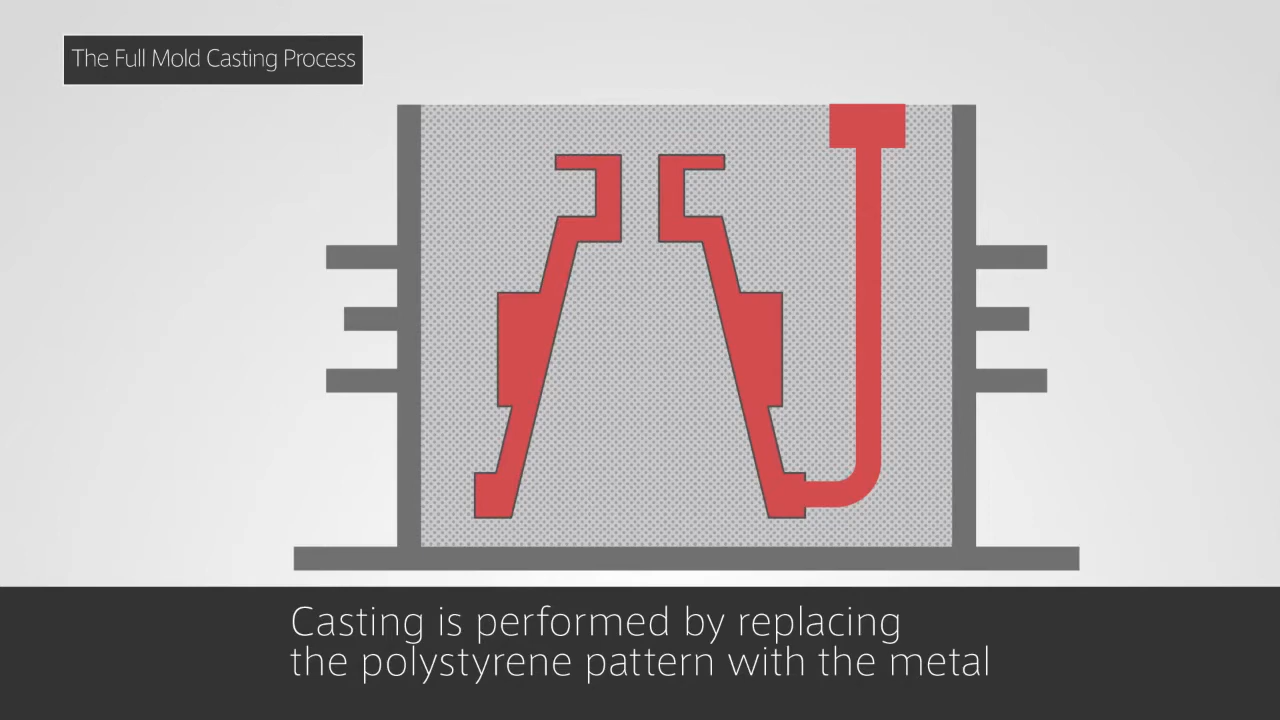 The Full Mold Casting Process
Casting is performed by replacing
the polystyrene pattern with the metal